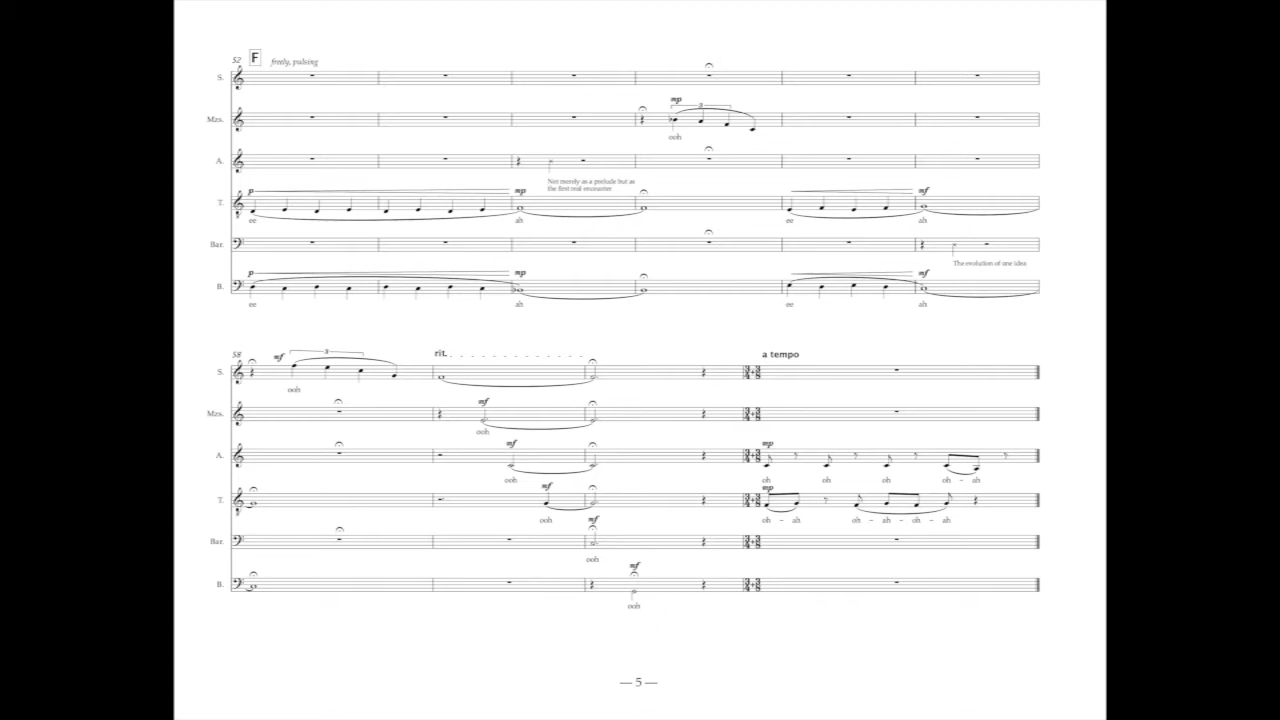 52 F freely, pulsing
S.
mp
3
Mzs.
ooh
A.
Not merely as a prelude but as
the first real encounter
p mp mf
T.
ee ah ee ah
Bar.
The evolution of one idea
p mp mf
B.
ee ah ee ah
58 mf 3 rit. a tempo
S.
ooh
mf
Mzs.
ooh
mf mp
A.
ooh oh oh oh oh - ah
mf mp
T.
ooh oh - ah oh - ah - oh - ah
mf
Bar.
ooh
mf
B.
ooh
— 5 —